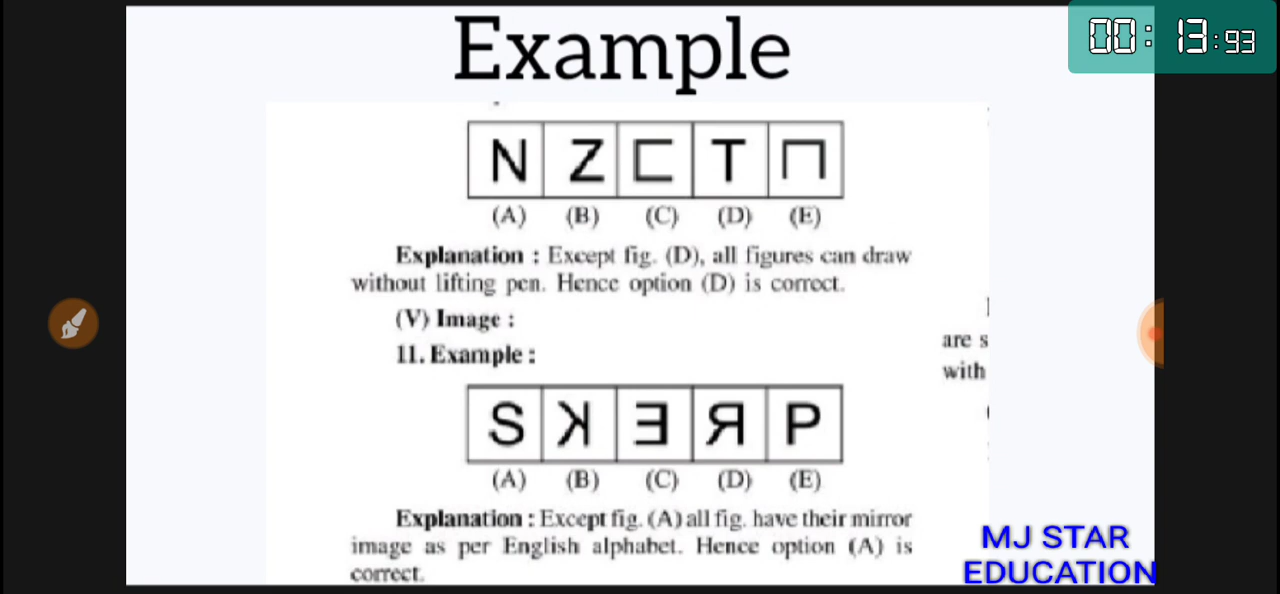 Example
00: 13:93
N Z ⊏ T ⊓
(A) (B) (C) (D) (E)
Explanation : Except fig. (D), all figures can draw
without lifting pen. Hence option (D) is correct.
(V) Image :
11. Example :
are s
with
S ꓘ Ǝ Я P
(A) (B) (C) (D) (E)
Explanation : Except fig. (A) all fig. have their mirror
image as per English alphabet. Hence option (A) is
correct.
MJ STAR
EDUCATION